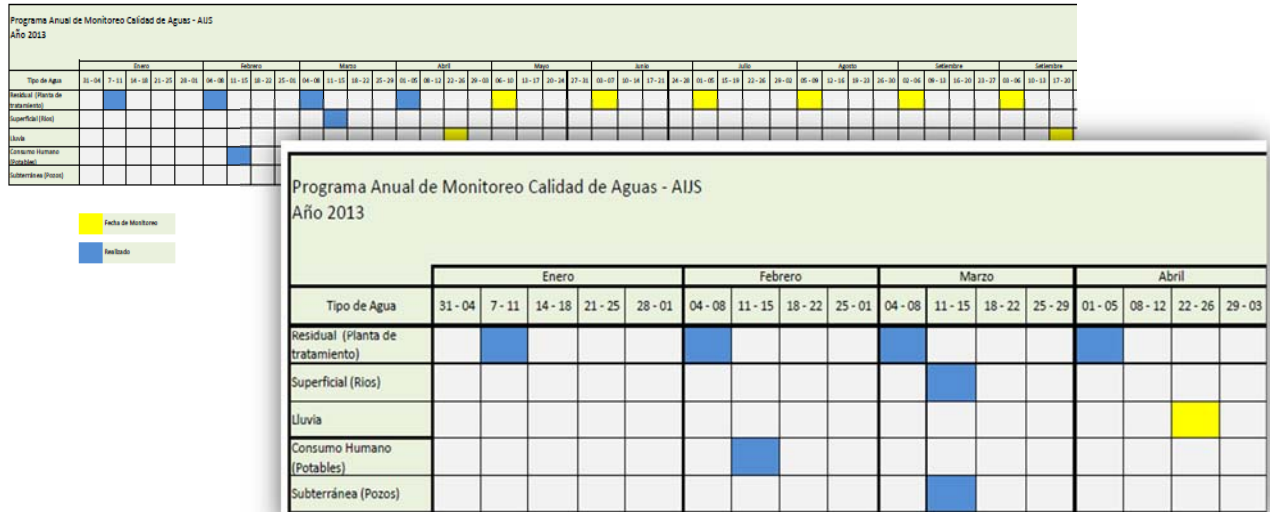 Programa Anual de Monitoreo Calidad de Aguas - AIJS
Año 2013
Enero Febrero Marzo Abril Mayo Junio Julio Agosto Setiembre Setiembre
Tipo de Agua 31 - 04 7 - 11 14 - 18 21 - 25 28 - 01 04 - 08 11 - 15 18 - 22 25 - 01 04 - 08 11 - 15 18 - 22 25 - 29 01 - 05 08 - 12 22 - 26 29 - 03 06 - 10 13 - 17 20 - 24 27 - 31 03 - 07 10 - 14 17 - 21 24 - 28 01 - 05 15 - 19 22 - 26 29 - 02 05 - 09 12 - 16 19 - 23 26 - 30 02 - 06 09 - 13 16 - 20 23 - 27 03 - 06 10 - 13 17 - 20
Residual (Planta de
tratamiento)
Superficial (Rios)
Lluvia
Consumo Humano
(Potables)
Subterránea (Pozos)
Fecha de Monitoreo
Realizado
Programa Anual de Monitoreo Calidad de Aguas - AIJS
Año 2013
Enero Febrero Marzo Abril
Tipo de Agua 31 - 04 7 - 11 14 - 18 21 - 25 28 - 01 04 - 08 11 - 15 18 - 22 25 - 01 04 - 08 11 - 15 18 - 22 25 - 29 01 - 05 08 - 12 22 - 26 29 - 03
Residual (Planta de
tratamiento)
Superficial (Rios)
Lluvia
Consumo Humano
(Potables)
Subterránea (Pozos)